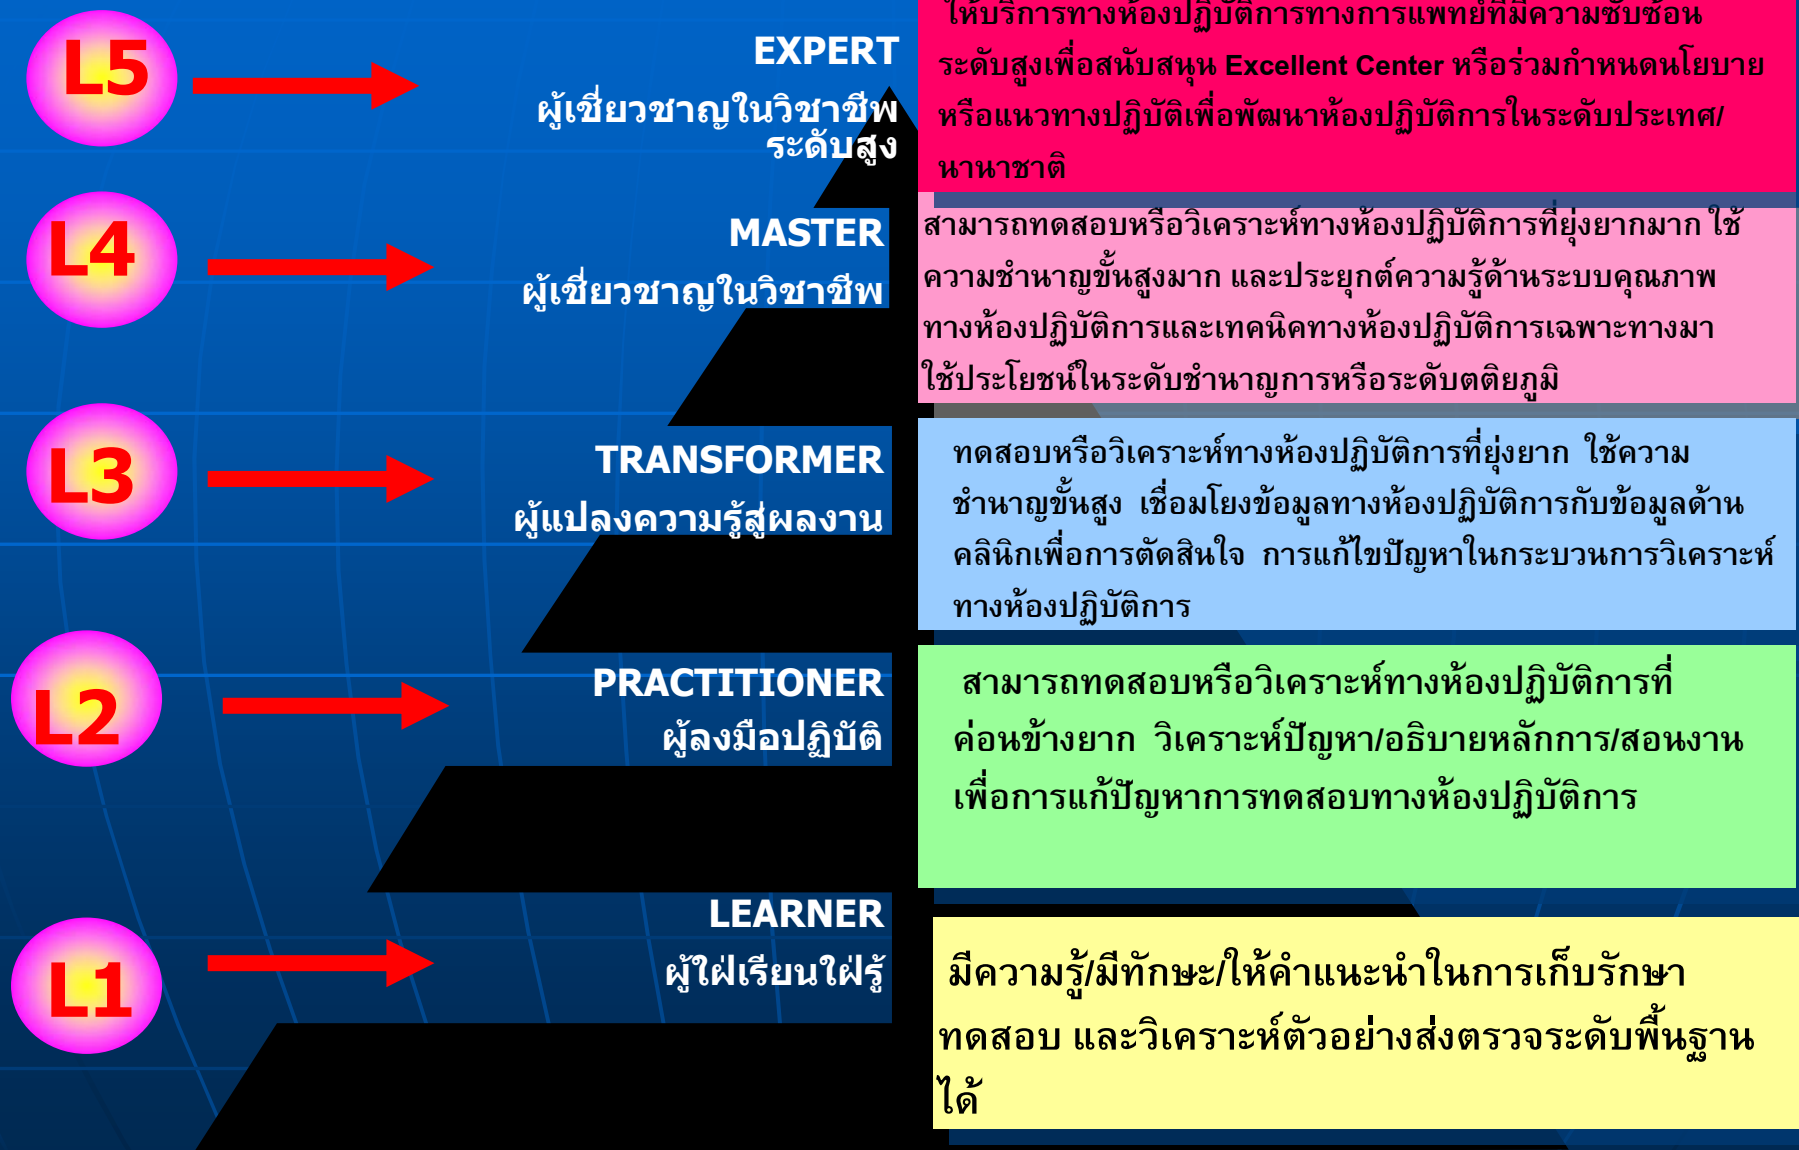 L5
EXPERT
ผู้เชี่ยวชาญในวิชาชีพ
ระดับสูง
ให้บริการทางห้องปฏิบัติการทางการแพทย์ที่มีความซับซ้อน
ระดับสูงเพื่อสนับสนุน Excellent Center หรือร่วมกำหนดนโยบาย
หรือแนวทางปฏิบัติเพื่อพัฒนาห้องปฏิบัติการในระดับประเทศ/
นานาชาติ
L4
MASTER
ผู้เชี่ยวชาญในวิชาชีพ
สามารถทดสอบหรือวิเคราะห์ทางห้องปฏิบัติการที่ยุ่งยากมาก ใช้
ความชำนาญขั้นสูงมาก และประยุกต์ความรู้ด้านระบบคุณภาพ
ทางห้องปฏิบัติการและเทคนิคทางห้องปฏิบัติการเฉพาะทางมา
ใช้ประโยชน์ในระดับชำนาญการหรือระดับตติยภูมิ
L3
TRANSFORMER
ผู้แปลงความรู้สู่ผลงาน
ทดสอบหรือวิเคราะห์ทางห้องปฏิบัติการที่ยุ่งยาก ใช้ความ
ชำนาญขั้นสูง เชื่อมโยงข้อมูลทางห้องปฏิบัติการกับข้อมูลด้าน
คลินิกเพื่อการตัดสินใจ การแก้ไขปัญหาในกระบวนการวิเคราะห์
ทางห้องปฏิบัติการ
L2
PRACTITIONER
ผู้ลงมือปฏิบัติ
สามารถทดสอบหรือวิเคราะห์ทางห้องปฏิบัติการที่
ค่อนข้างยาก วิเคราะห์ปัญหา/อธิบายหลักการ/สอนงาน
เพื่อการแก้ปัญหาการทดสอบทางห้องปฏิบัติการ
L1
LEARNER
ผู้ใฝ่เรียนใฝ่รู้
มีความรู้/มีทักษะ/ให้คำแนะนำในการเก็บรักษา
ทดสอบ และวิเคราะห์ตัวอย่างส่งตรวจระดับพื้นฐาน
ได้